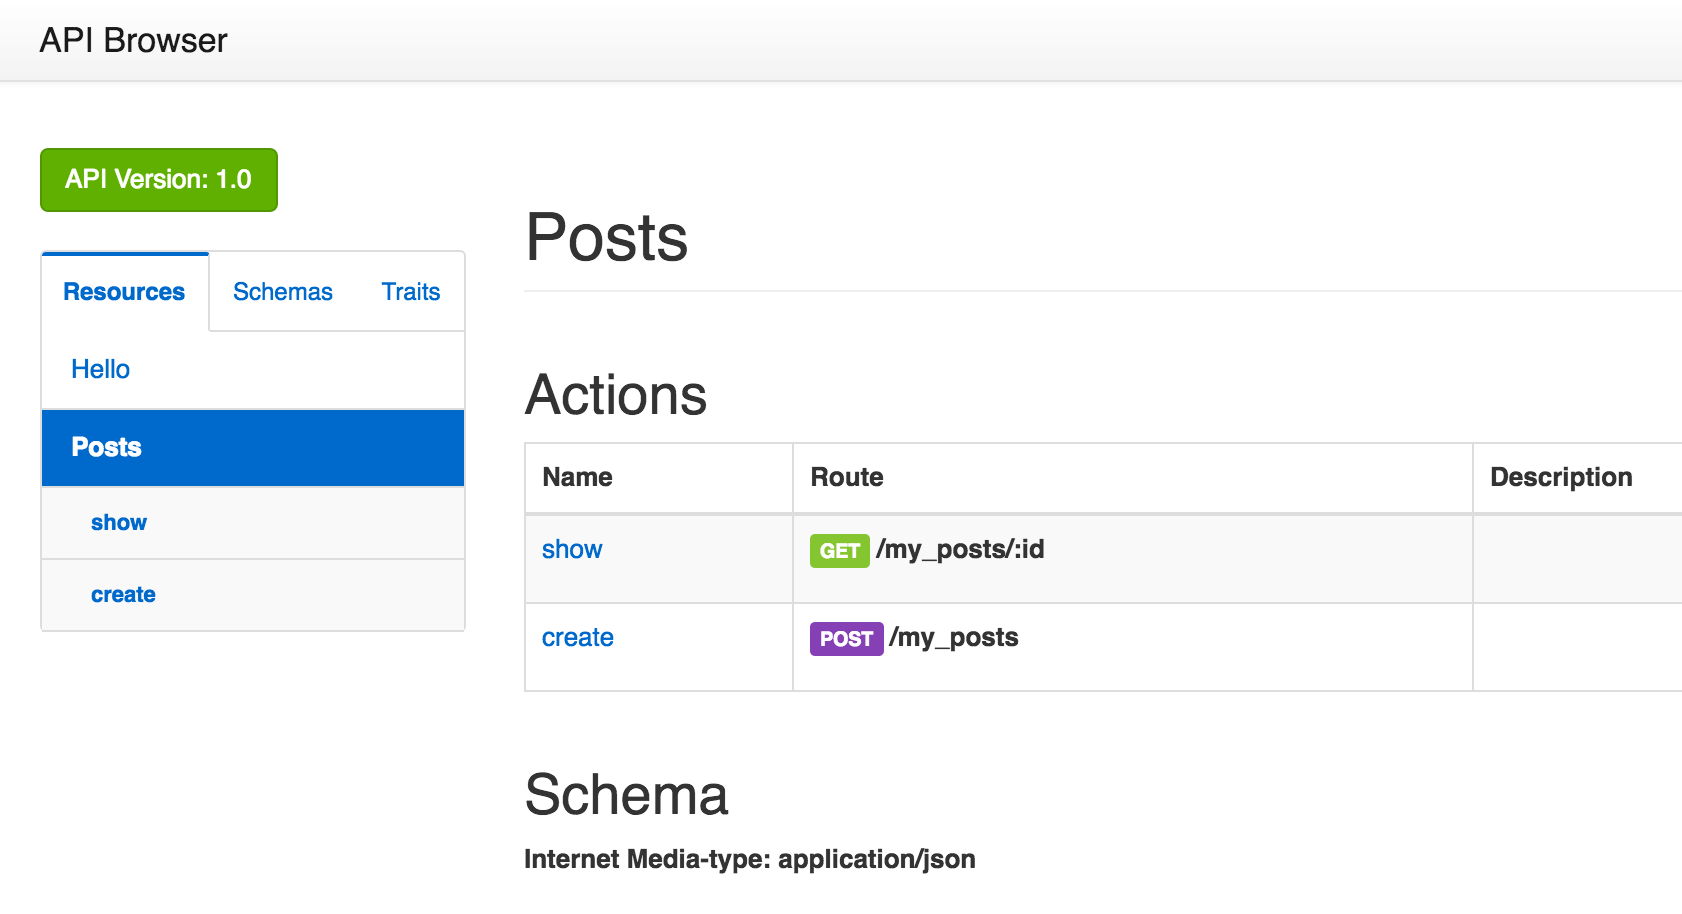 API Browser
API Version: 1.0
Resources Schemas Traits
Hello
Posts
show
create
Posts
Actions
Name Route Description
show GET /my_posts/:id
create POST /my_posts
Schema
Internet Media-type: application/json